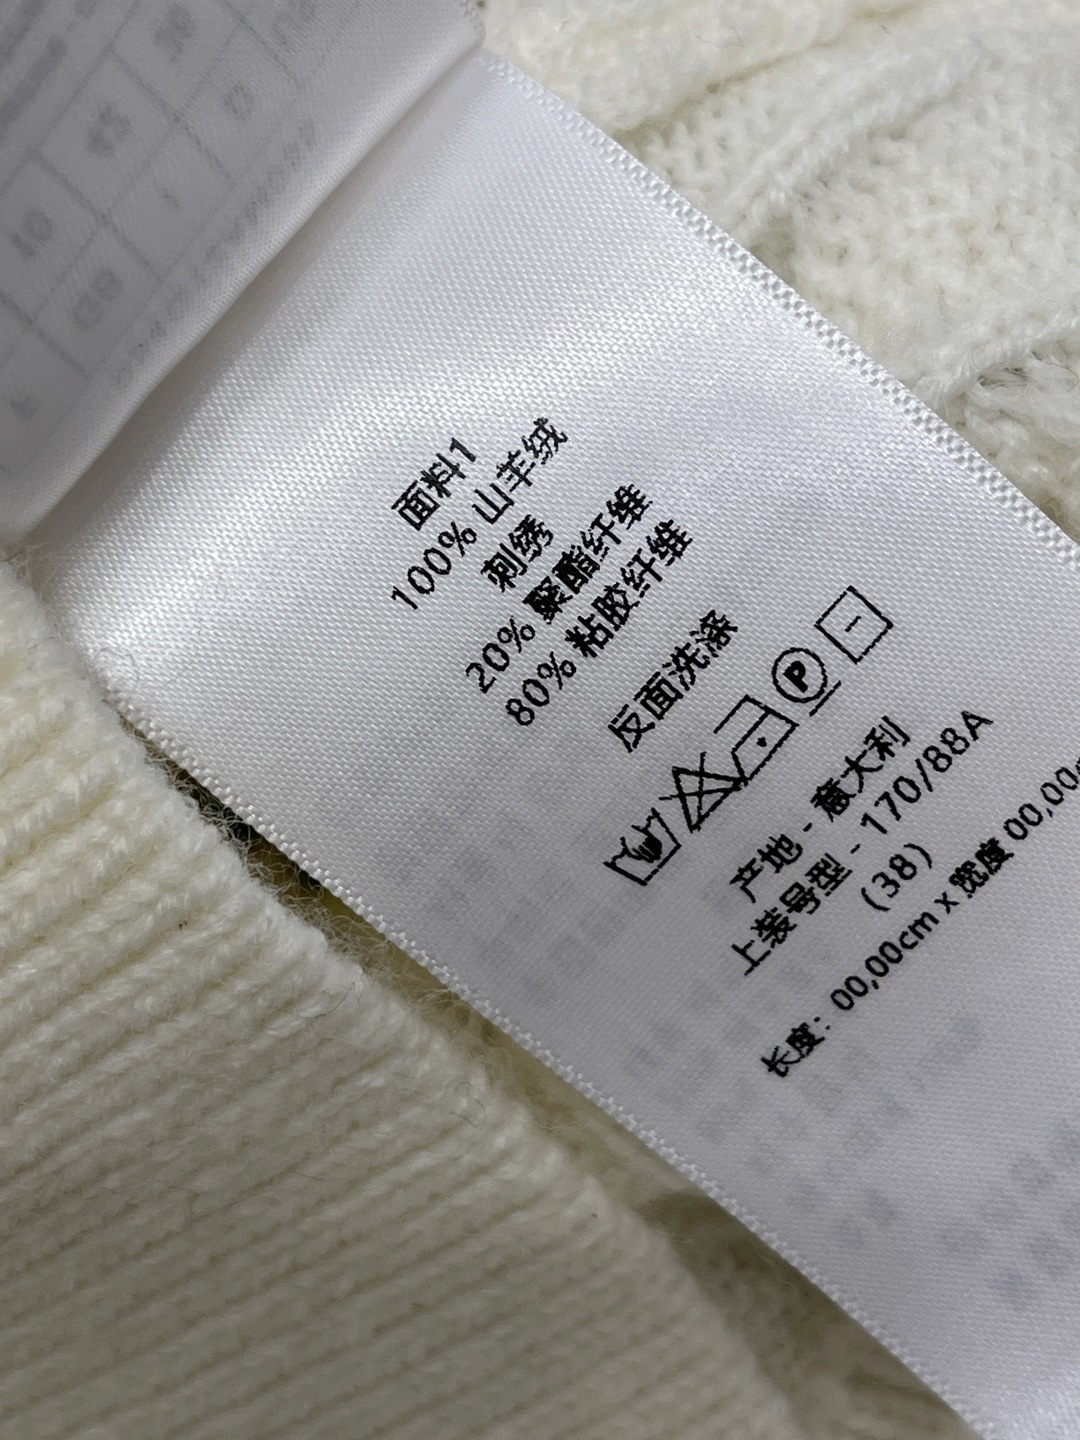 面料1
100% 山羊绒
刺绣
20% 聚酯纤维
80% 粘胶纤维
反面洗涤
P
产地 - 意大利
上装号型 - 170/88A
(38)
长度：00,00cm x 宽度 00,00